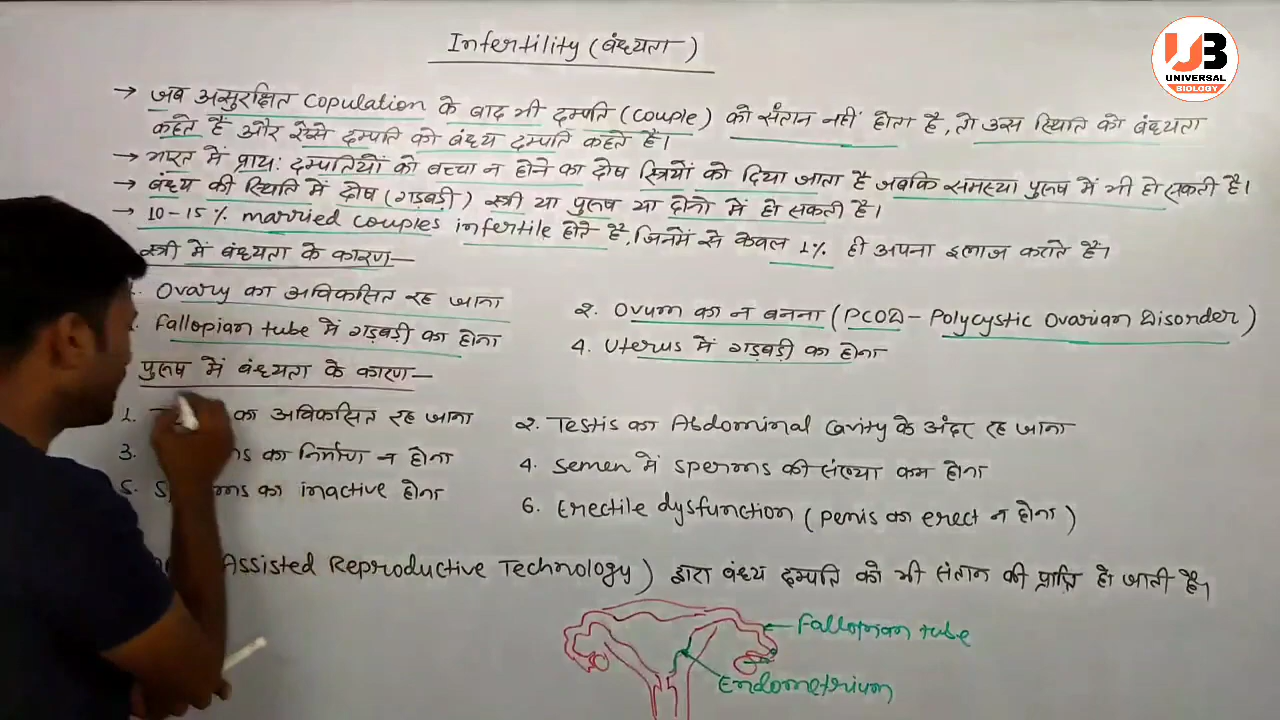 Infertility (बंध्यता)
UB
UNIVERSAL
BIOLOGY
→ जब असुरक्षित copulation के बाद भी दम्पति (couple) को संतान नहीं होता है, तो उस स्थिति को बंध्यता
कहते हैं और ऐसे दम्पति को बंध्य दम्पति कहते हैं।
→ भारत में प्राय: दम्पतियों को बच्चा न होने का दोष स्त्रियों को दिया जाता है जबकि समस्या पुरूष में भी हो सकती है।
→ बंध्य की स्थिति में दोष (गड़बड़ी) स्त्री या पुरूष या दोनो में हो सकती है।
→ 10-15% married couples infertile होते है, जिनमें से केवल 1% ही अपना इलाज कराते है।
स्त्री में बंध्यता के कारण—
Ovary का अविकसित रह जाना
2. Ovum का न बनना (PCOD - Polycystic Ovarian Disorder)
Fallopian tube में गड़बड़ी का होना
4. Uterus में गड़बड़ी का होना
पुरूष में बंध्यता के कारण—
1. का अविकसित रह जाना
2. Testis का Abdominal cavity के अंदर रह जाना
3. का निर्माण न होना
4. Semen में sperms की संख्या कम होना
5. का inactive होना
6. Erectile dysfunction (penis का erect न होना)
Assisted Reproductive Technology) द्वारा बंध्य दम्पति को भी संतान की प्राप्ति हो जाती है।
Fallopian tube
Endometrium